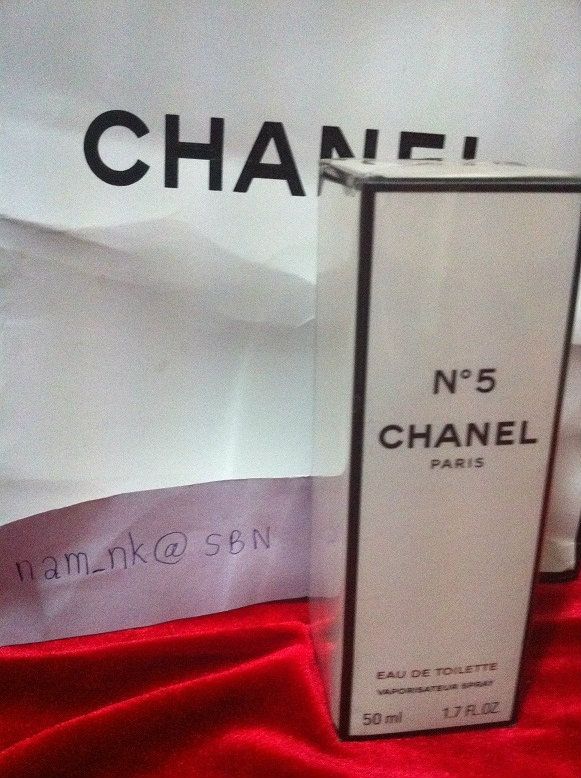 CHANEL
N°5
CHANEL
PARIS
nam_nk@ SBN
EAU DE TOILETTE
VAPORISATEUR SPRAY
50 ml 1.7 FL.OZ.